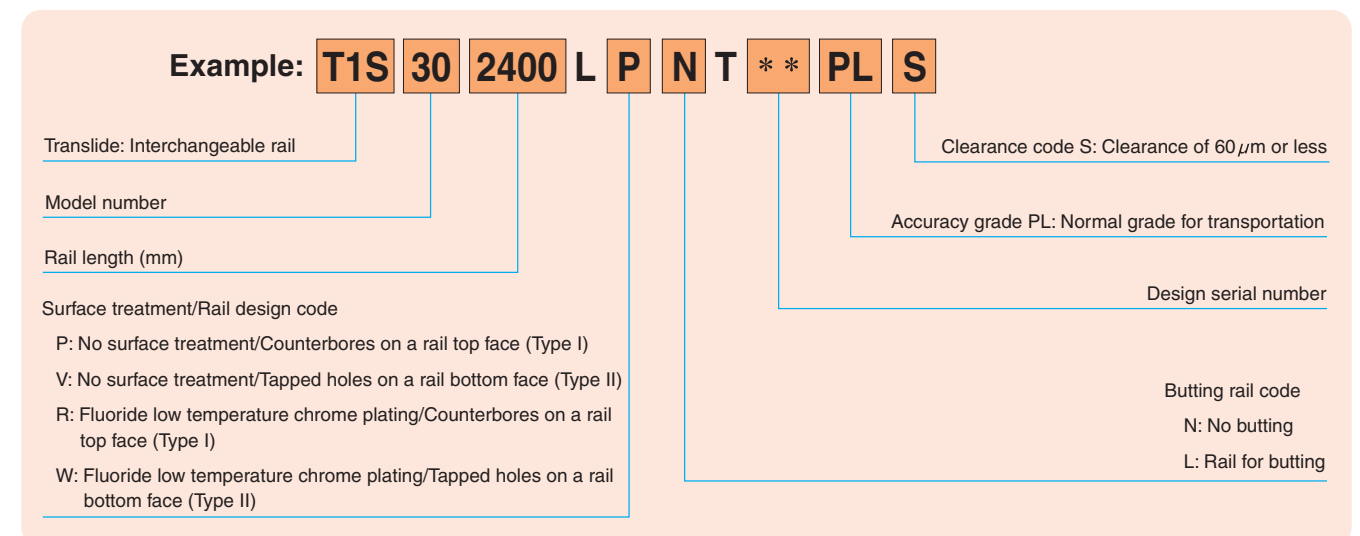 Example: T1S 30 2400 L P N T ** PL S
Translide: Interchangeable rail
Model number
Rail length (mm)
Surface treatment/Rail design code
P: No surface treatment/Counterbores on a rail top face (Type I)
V: No surface treatment/Tapped holes on a rail bottom face (Type II)
R: Fluoride low temperature chrome plating/Counterbores on a rail
top face (Type I)
W: Fluoride low temperature chrome plating/Tapped holes on a rail
bottom face (Type II)
Clearance code S: Clearance of 60 μm or less
Accuracy grade PL: Normal grade for transportation
Design serial number
Butting rail code
N: No butting
L: Rail for butting